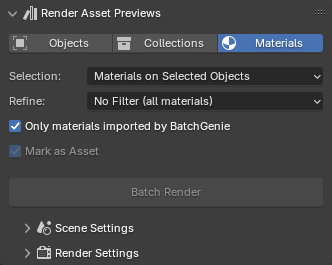 Render Asset Previews
Objects Collections Materials
Selection: Materials on Selected Objects
Refine: No Filter (all materials)
Only materials imported by BatchGenie
Mark as Asset
Batch Render
Scene Settings
Render Settings